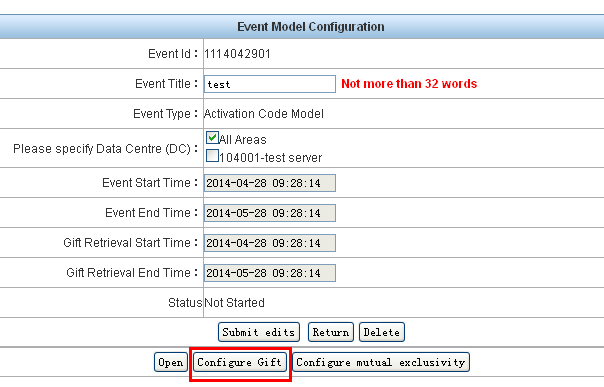 Event Model Configuration
Event Id : 1114042901
Event Title : test Not more than 32 words
Event Type : Activation Code Model
Please specify Data Centre (DC) : All Areas
104001-test server
Event Start Time : 2014-04-28 09:28:14
Event End Time : 2014-05-28 09:28:14
Gift Retrieval Start Time : 2014-04-28 09:28:14
Gift Retrieval End Time : 2014-05-28 09:28:14
Status Not Started
Submit edits Return Delete
Open Configure Gift Configure mutual exclusivity